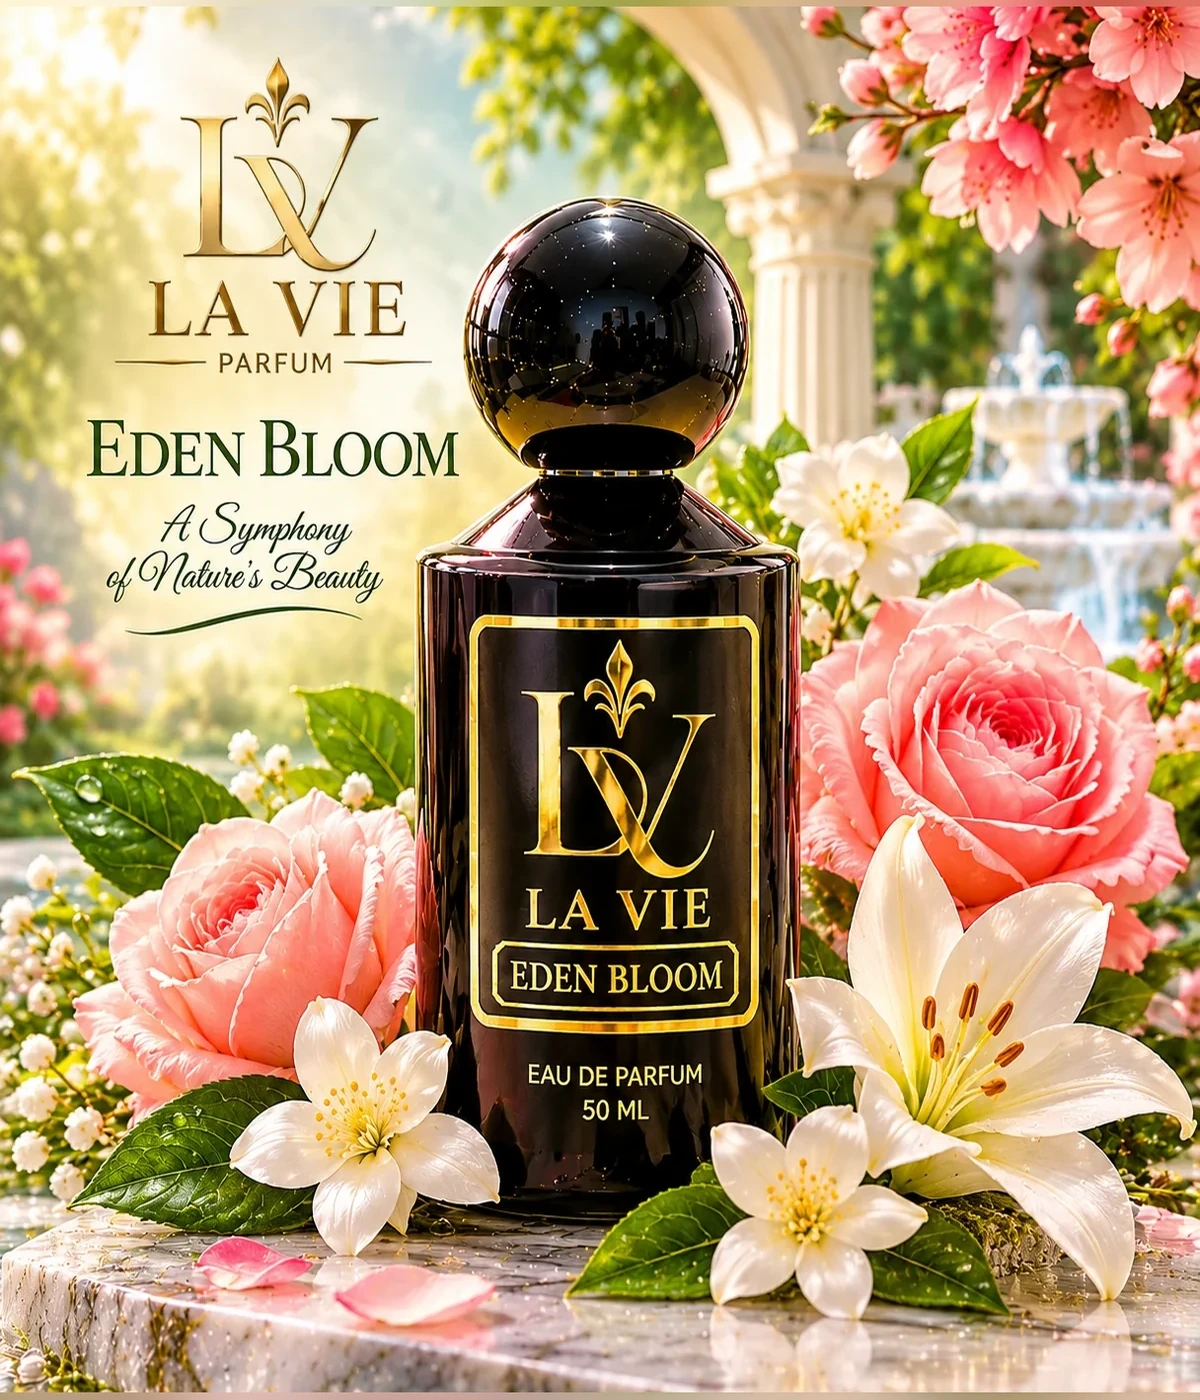 LV
LA VIE
PARFUM
EDEN BLOOM
A Symphony
of Nature's Beauty
LV
LA VIE
EDEN BLOOM
EAU DE PARFUM
50 ML